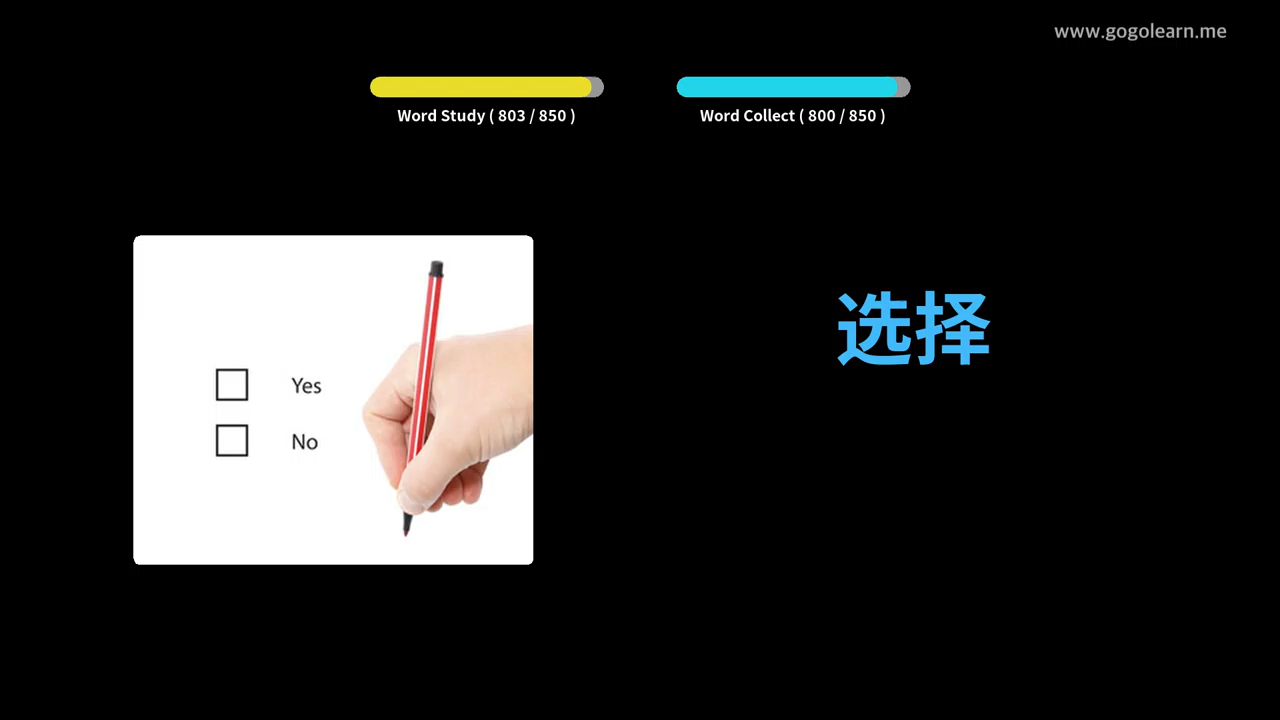 www.gogolearn.me
Word Study ( 803 / 850 )
Word Collect ( 800 / 850 )
选择
Yes
No